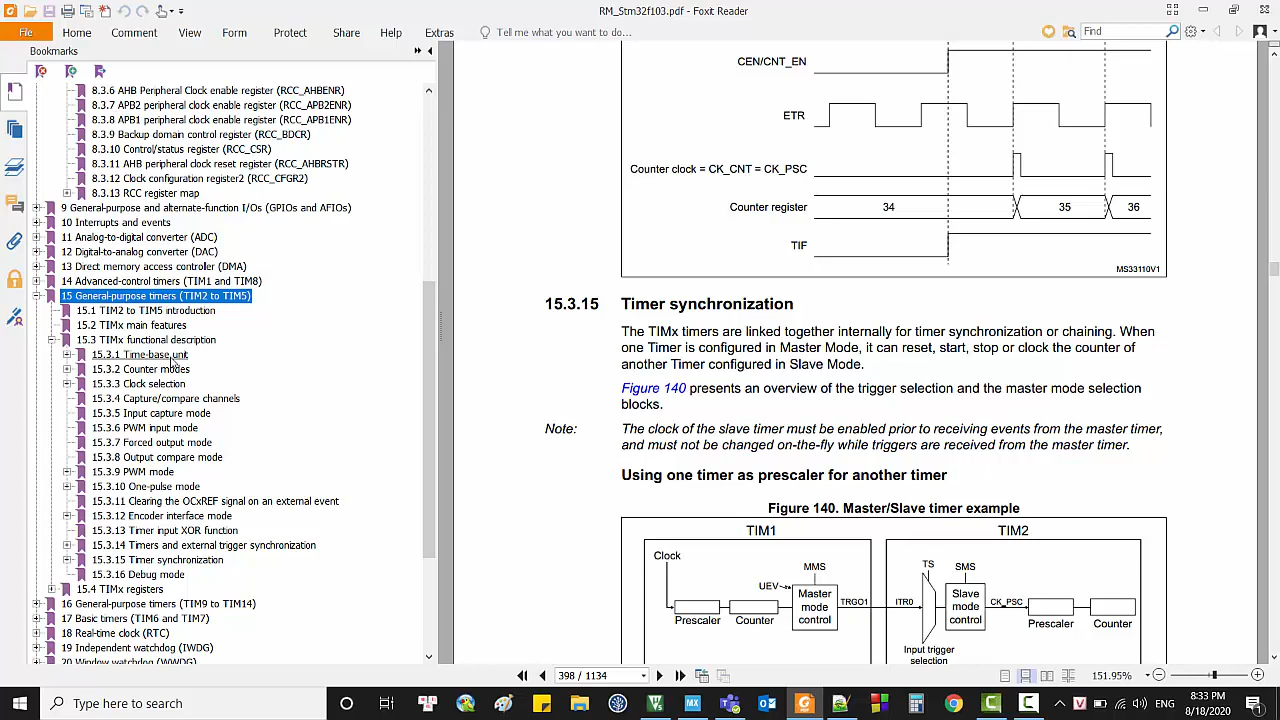 RM_Stm32f103.pdf - Foxit Reader
File Home Comment View Form Protect Share Help Extras Tell me what you want to do... Find
Bookmarks
8.3.6 AHB Peripheral Clock enable register (RCC_AHBENR)
8.3.7 APB2 peripheral clock enable register (RCC_APB2ENR)
8.3.8 APB1 peripheral clock enable register (RCC_APB1ENR)
8.3.9 Backup domain control register (RCC_BDCR)
8.3.10 Control/status register (RCC_CSR)
8.3.11 AHB peripheral clock reset register (RCC_AHBRSTR)
8.3.12 Clock configuration register2 (RCC_CFGR2)
8.3.13 RCC register map
9 General-purpose and alternate-function I/Os (GPIOs and AFIOs)
10 Interrupts and events
11 Analog-to-digital converter (ADC)
12 Digital-to-analog converter (DAC)
13 Direct memory access controller (DMA)
14 Advanced-control timers (TIM1 and TIM8)
15 General-purpose timers (TIM2 to TIM5)
15.1 TIM2 to TIM5 introduction
15.2 TIMx main features
15.3 TIMx functional description
15.3.1 Time-base unit
15.3.2 Counter modes
15.3.3 Clock selection
15.3.4 Capture/compare channels
15.3.5 Input capture mode
15.3.6 PWM input mode
15.3.7 Forced output mode
15.3.8 Output compare mode
15.3.9 PWM mode
15.3.10 One-pulse mode
15.3.11 Clearing the OCxREF signal on an external event
15.3.12 Encoder interface mode
15.3.13 Timer input XOR function
15.3.14 Timers and external trigger synchronization
15.3.15 Timer synchronization
15.3.16 Debug mode
15.4 TIMx registers
16 General-purpose timers (TIM9 to TIM14)
17 Basic timers (TIM6 and TIM7)
18 Real-time clock (RTC)
19 Independent watchdog (IWDG)
20 Window watchdog (WWDG)
CEN/CNT_EN
ETR
Counter clock = CK_CNT = CK_PSC
Counter register 34 35 36
TIF
MS33110V1
15.3.15 Timer synchronization
The TIMx timers are linked together internally for timer synchronization or chaining. When
one Timer is configured in Master Mode, it can reset, start, stop or clock the counter of
another Timer configured in Slave Mode.
Figure 140 presents an overview of the trigger selection and the master mode selection
blocks.
Note: The clock of the slave timer must be enabled prior to receiving events from the master timer,
and must not be changed on-the-fly while triggers are received from the master timer.
Using one timer as prescaler for another timer
Figure 140. Master/Slave timer example
TIM1 TIM2
Clock
MMS TS SMS
UEV
Master
mode
control
TRGO1 ITR0
Slave
mode
control
CK_PSC
Prescaler Counter
Prescaler Counter
Input trigger
selection
398 / 1134
151.95%
Type here to search
ENG
8:33 PM
8/18/2020